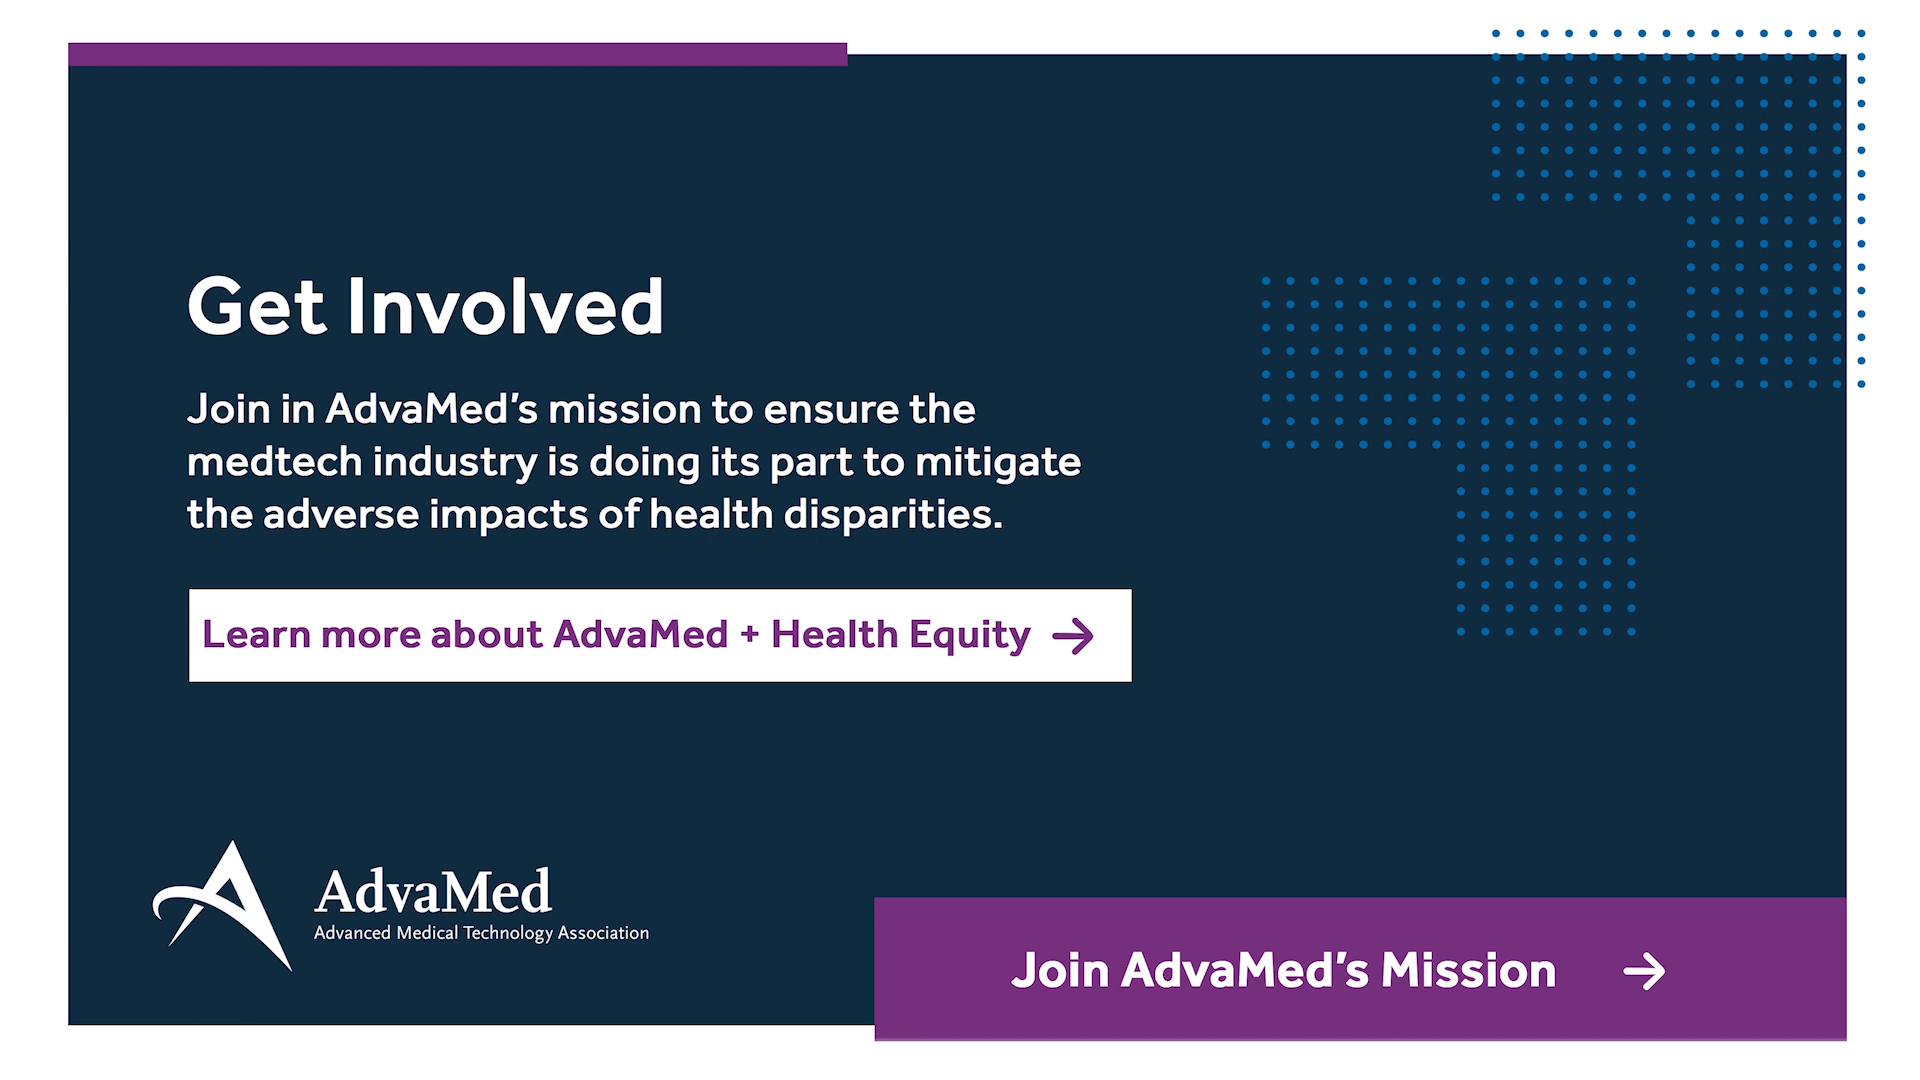 Get Involved
Join in AdvaMed’s mission to ensure the
medtech industry is doing its part to mitigate
the adverse impacts of health disparities.
Learn more about AdvaMed + Health Equity →
AdvaMed
Advanced Medical Technology Association
Join AdvaMed’s Mission →